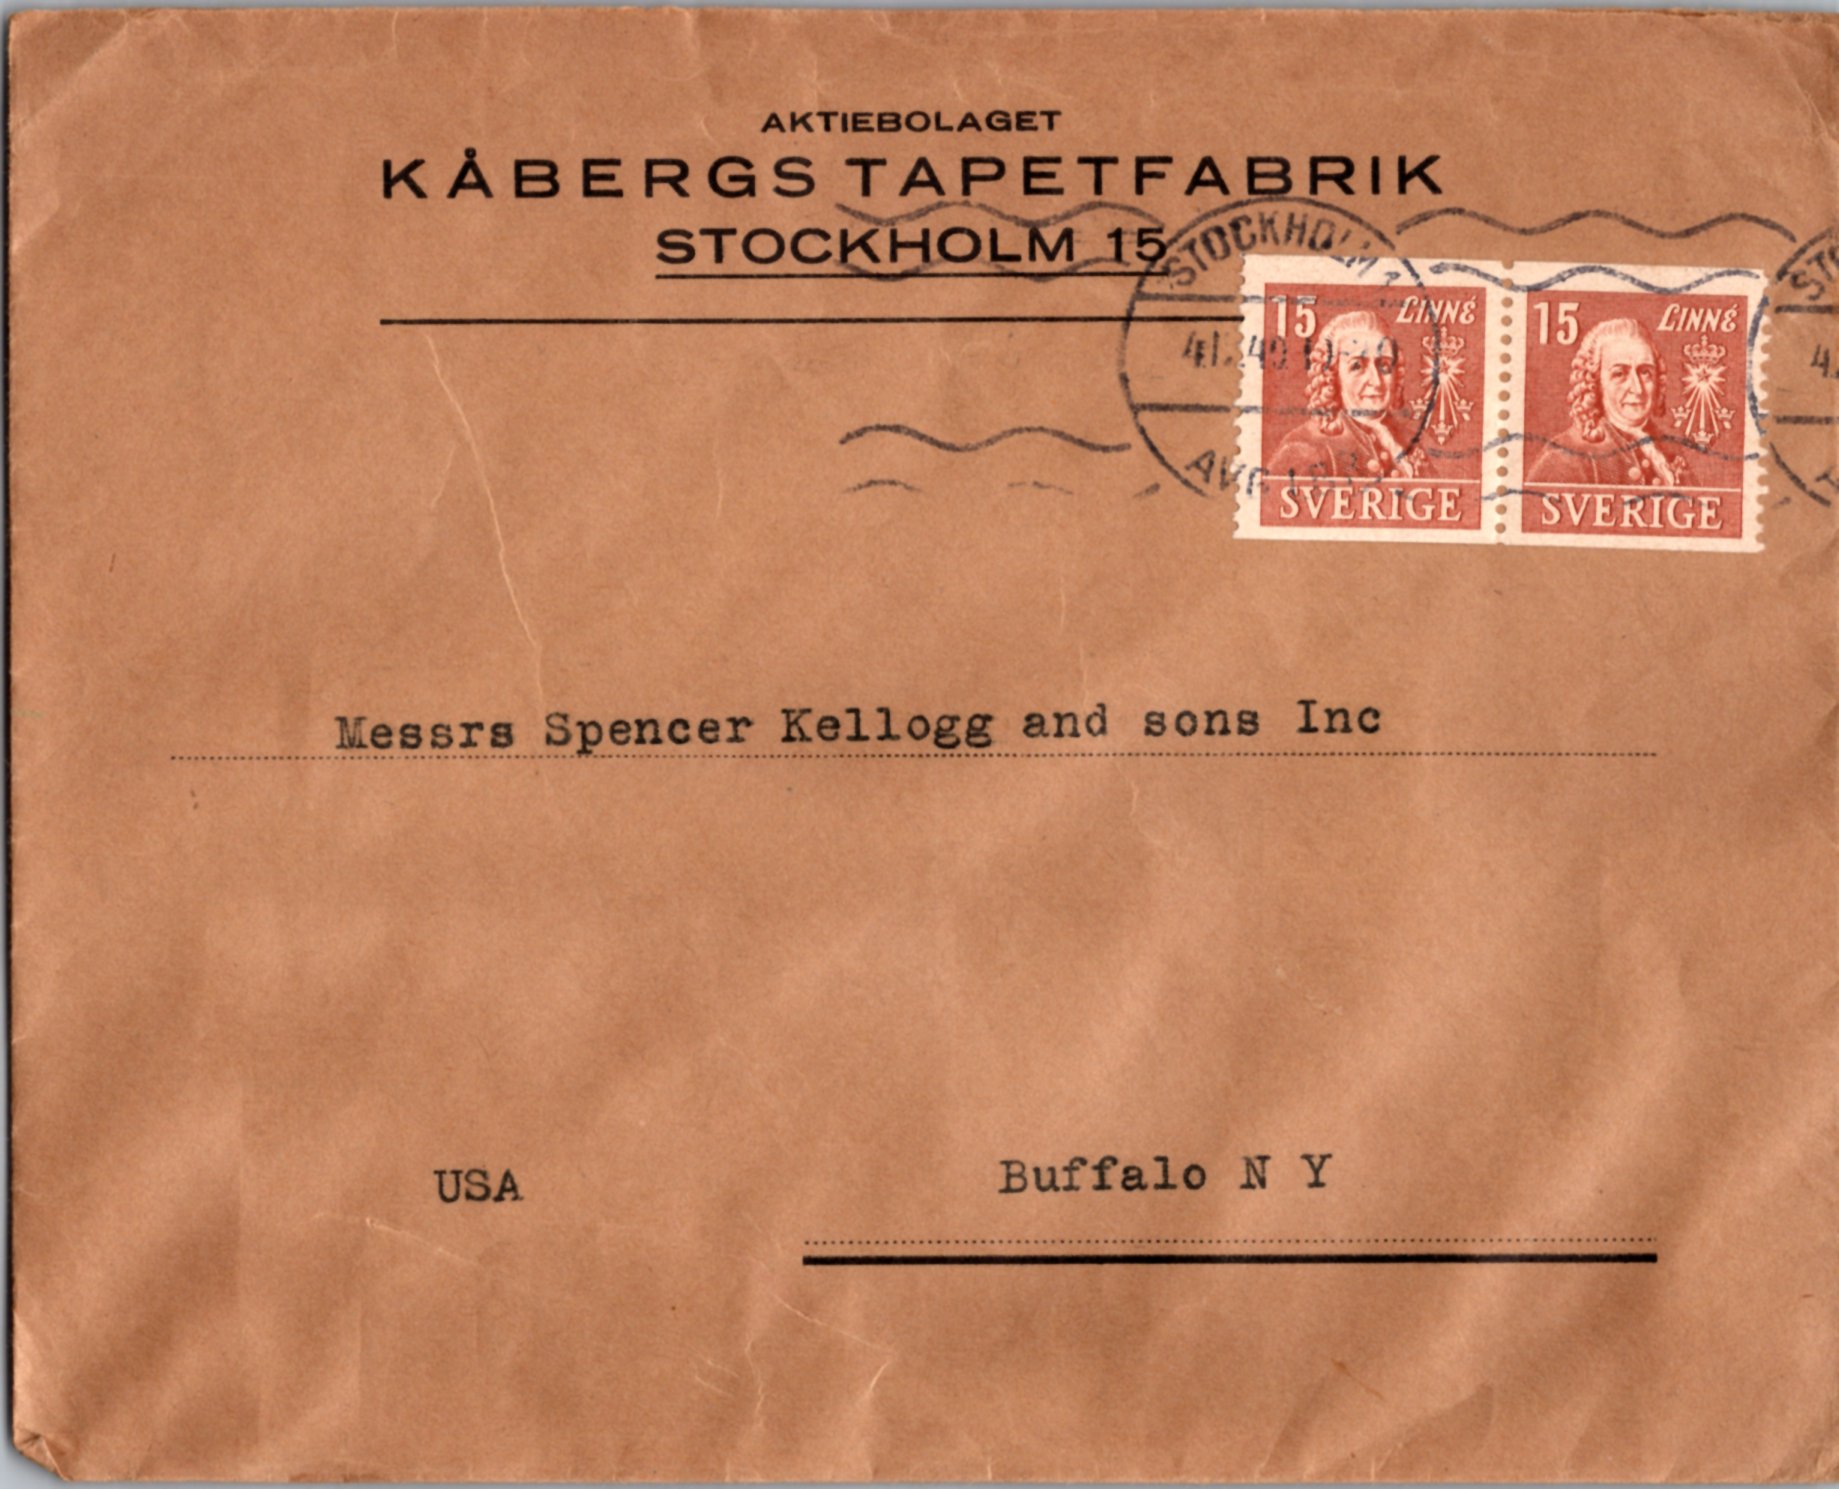 AKTIEBOLAGET
KÅBERGS TAPETFABRIK
STOCKHOLM 15
STOCKHOLM 1
15 LINNÉ
SVERIGE
15 LINNÉ
SVERIGE
Messrs Spencer Kellogg and sons Inc
USA
Buffalo N Y